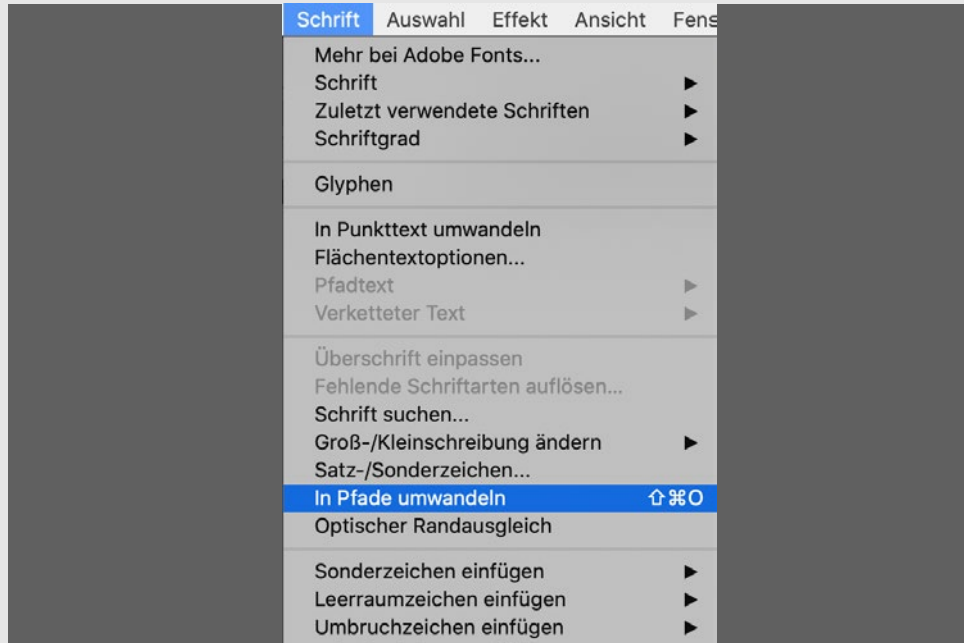 Schrift Auswahl Effekt Ansicht Fens
Mehr bei Adobe Fonts...
Schrift ▶
Zuletzt verwendete Schriften ▶
Schriftgrad ▶
Glyphen
In Punkttext umwandeln
Flächentextoptionen...
Pfadtext ▶
Verketteter Text ▶
Überschrift einpassen
Fehlende Schriftarten auflösen...
Schrift suchen...
Groß-/Kleinschreibung ändern ▶
Satz-/Sonderzeichen...
In Pfade umwandeln ⇧⌘O
Optischer Randausgleich
Sonderzeichen einfügen ▶
Leerraumzeichen einfügen ▶
Umbruchzeichen einfügen ▶